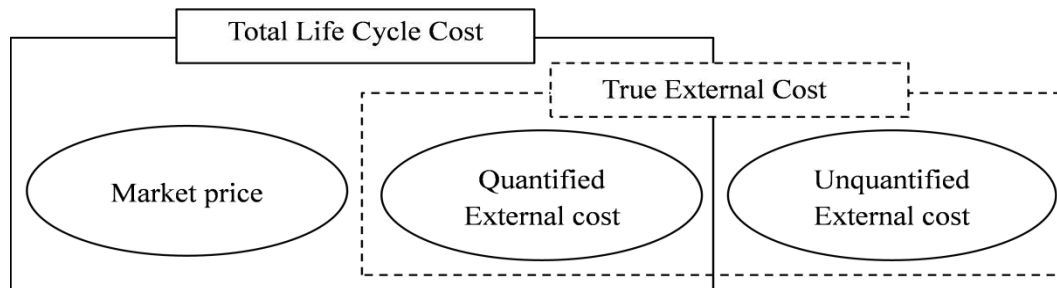 Total Life Cycle Cost
True External Cost
Market price
Quantified
External cost
Unquantified
External cost